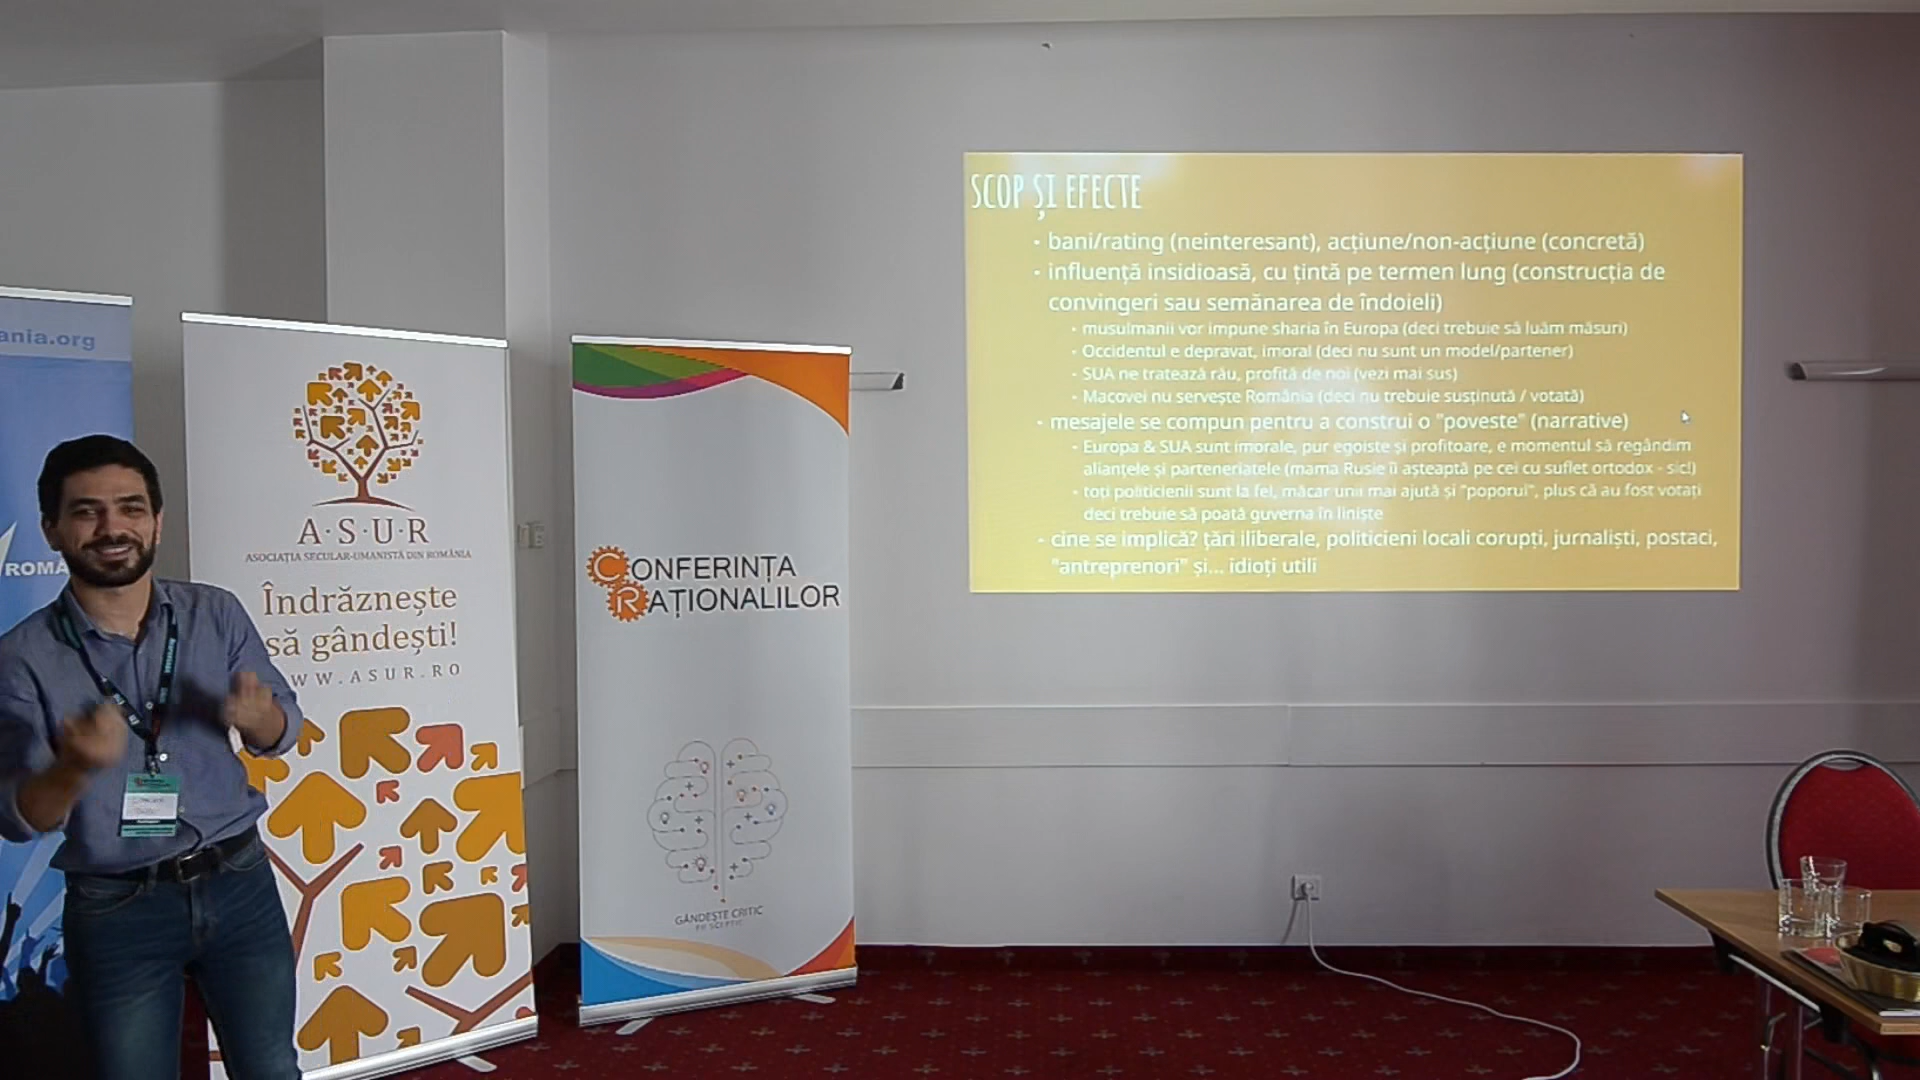 ania.org
ROMÂ
A·S·U·R
ASOCIAȚIA SECULAR-UMANISTĂ DIN ROMÂNIA
Îndrăznește
să gândești!
WW.ASUR.RO
CONFERINȚA
RAȚIONALILOR
GÂNDEȘTE CRITIC
FII SCEPTIC
SCOP ȘI EFECTE
• bani/rating (neinteresant), acțiune/non-acțiune (concretă)
• influență insidioasă, cu țintă pe termen lung (construcția de
convingeri sau semănarea de îndoieli)
• musulmanii vor impune sharia în Europa (deci trebuie să luăm măsuri)
• Occidentul e depravat, imoral (deci nu sunt un model/partener)
• SUA ne tratează rău, profită de noi (vezi mai sus)
• Macovei nu servește România (deci nu trebuie susținută / votată)
• mesajele se compun pentru a construi o "poveste" (narrative)
• Europa & SUA sunt imorale, pur egoiste și profitoare, e momentul să regândim
alianțele și parteneriatele (mama Rusie îi așteaptă pe cei cu suflet ortodox - sic!)
• toți politicienii sunt la fel, măcar unii mai ajută și "poporul", plus că au fost votați
deci trebuie să poată guverna în liniște
• cine se implică? țări iliberale, politicieni locali corupți, jurnaliști, postaci,
"antreprenori" și... idioți utili